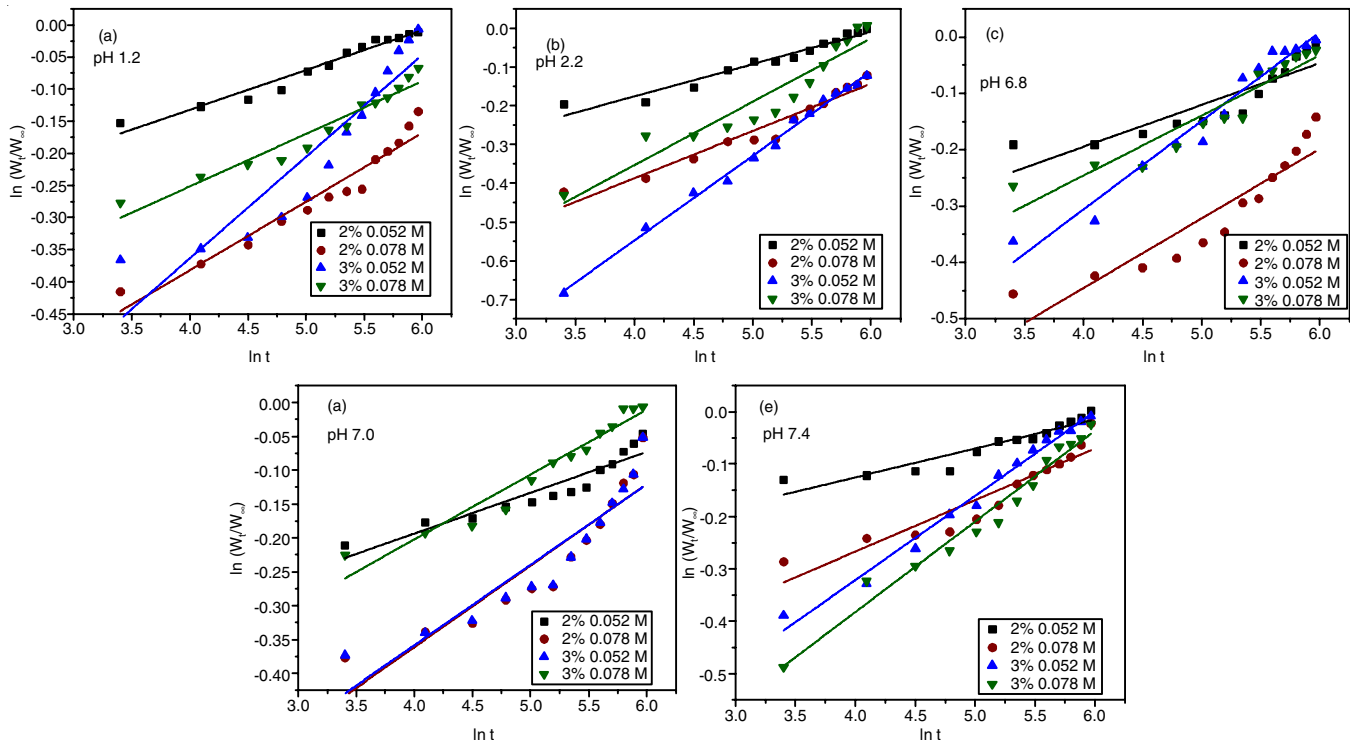 (a)
pH 1.2
ln (Wt/W∞)
0.00
-0.05
-0.10
-0.15
-0.20
-0.25
-0.30
-0.35
-0.40
-0.45
2% 0.052 M
2% 0.078 M
3% 0.052 M
3% 0.078 M
3.0 3.5 4.0 4.5 5.0 5.5 6.0
ln t
(b)
pH 2.2
ln (Wt/W∞)
0.0
-0.1
-0.2
-0.3
-0.4
-0.5
-0.6
-0.7
2% 0.052 M
2% 0.078 M
3% 0.052 M
3% 0.078 M
3.0 3.5 4.0 4.5 5.0 5.5 6.0
ln t
(c)
pH 6.8
ln (Wt/W∞)
0.0
-0.1
-0.2
-0.3
-0.4
-0.5
2% 0.052 M
2% 0.078 M
3% 0.052 M
3% 0.078 M
3.0 3.5 4.0 4.5 5.0 5.5 6.0
ln t
(a)
pH 7.0
ln (Wt/W∞)
0.00
-0.05
-0.10
-0.15
-0.20
-0.25
-0.30
-0.35
-0.40
2% 0.052 M
2% 0.078 M
3% 0.052 M
3% 0.078 M
3.0 3.5 4.0 4.5 5.0 5.5 6.0
ln t
(e)
pH 7.4
ln (Wt/W∞)
0.0
-0.1
-0.2
-0.3
-0.4
-0.5
2% 0.052 M
2% 0.078 M
3% 0.052 M
3% 0.078 M
3.0 3.5 4.0 4.5 5.0 5.5 6.0
ln t